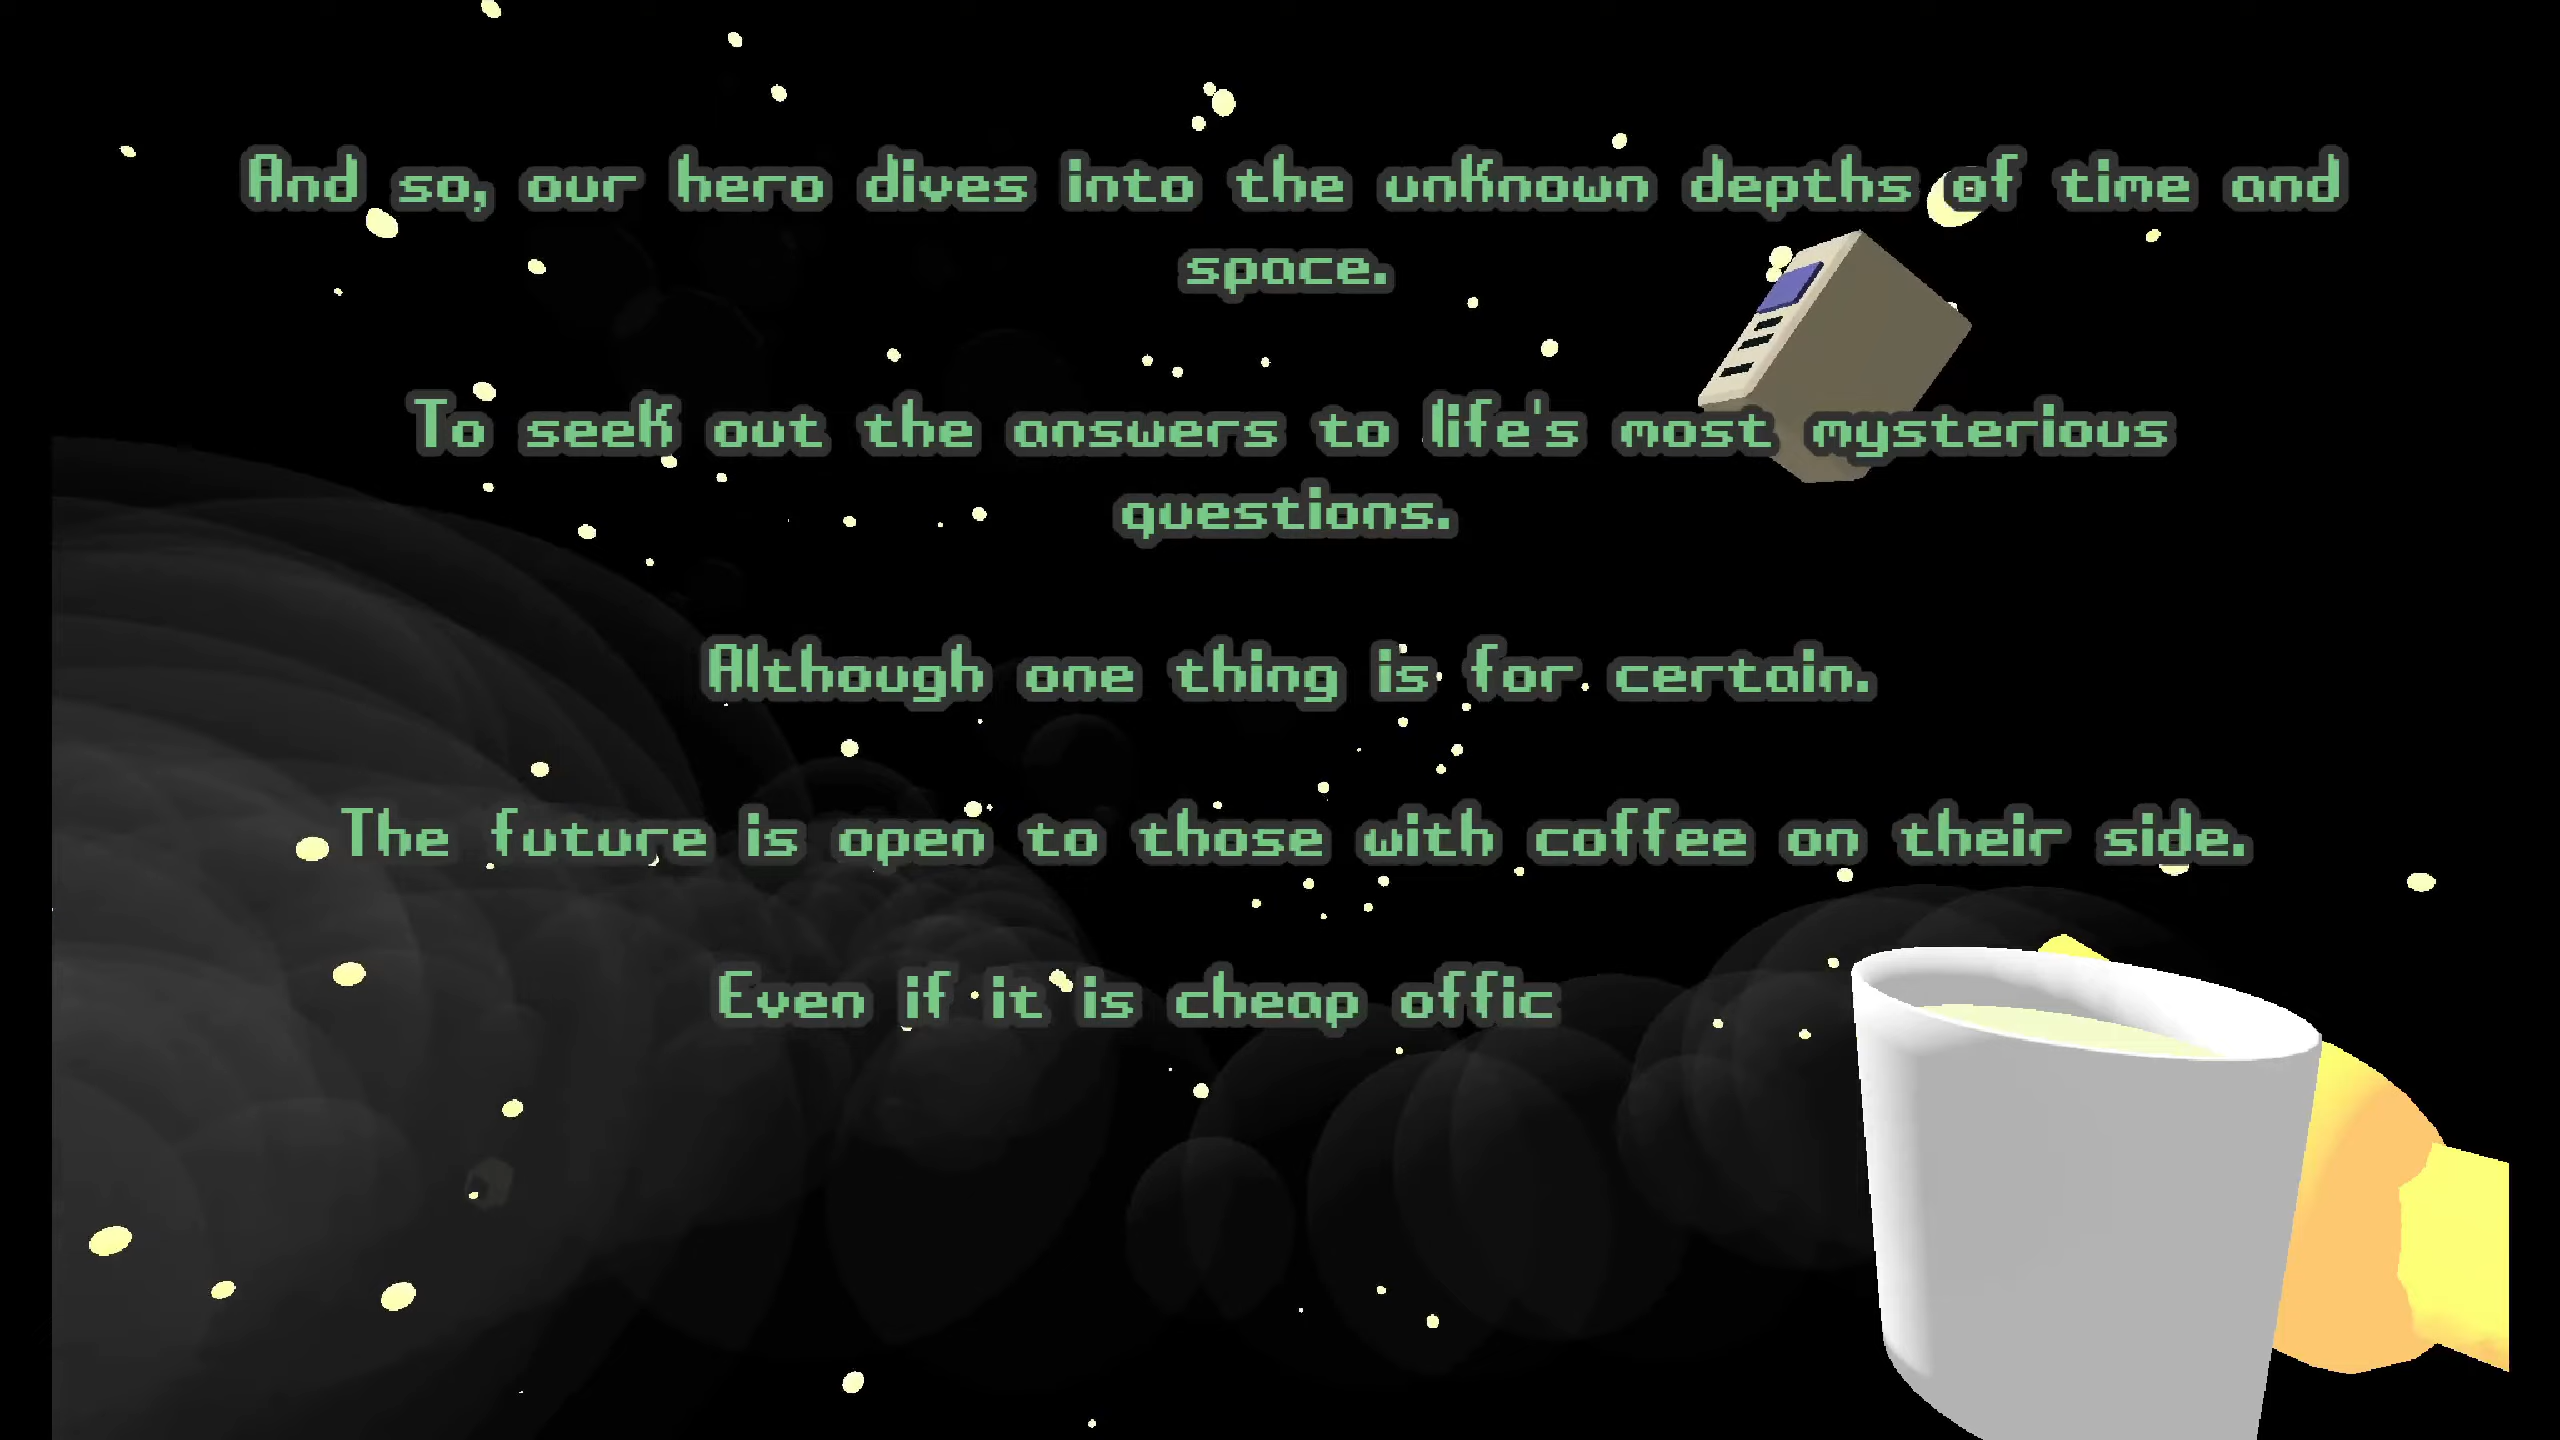 And so, our hero dives into the unknown depths of time and
space.
To seek out the answers to life's most mysterious
questions.
Although one thing is for certain.
The future is open to those with coffee on their side.
Even if it is cheap offic